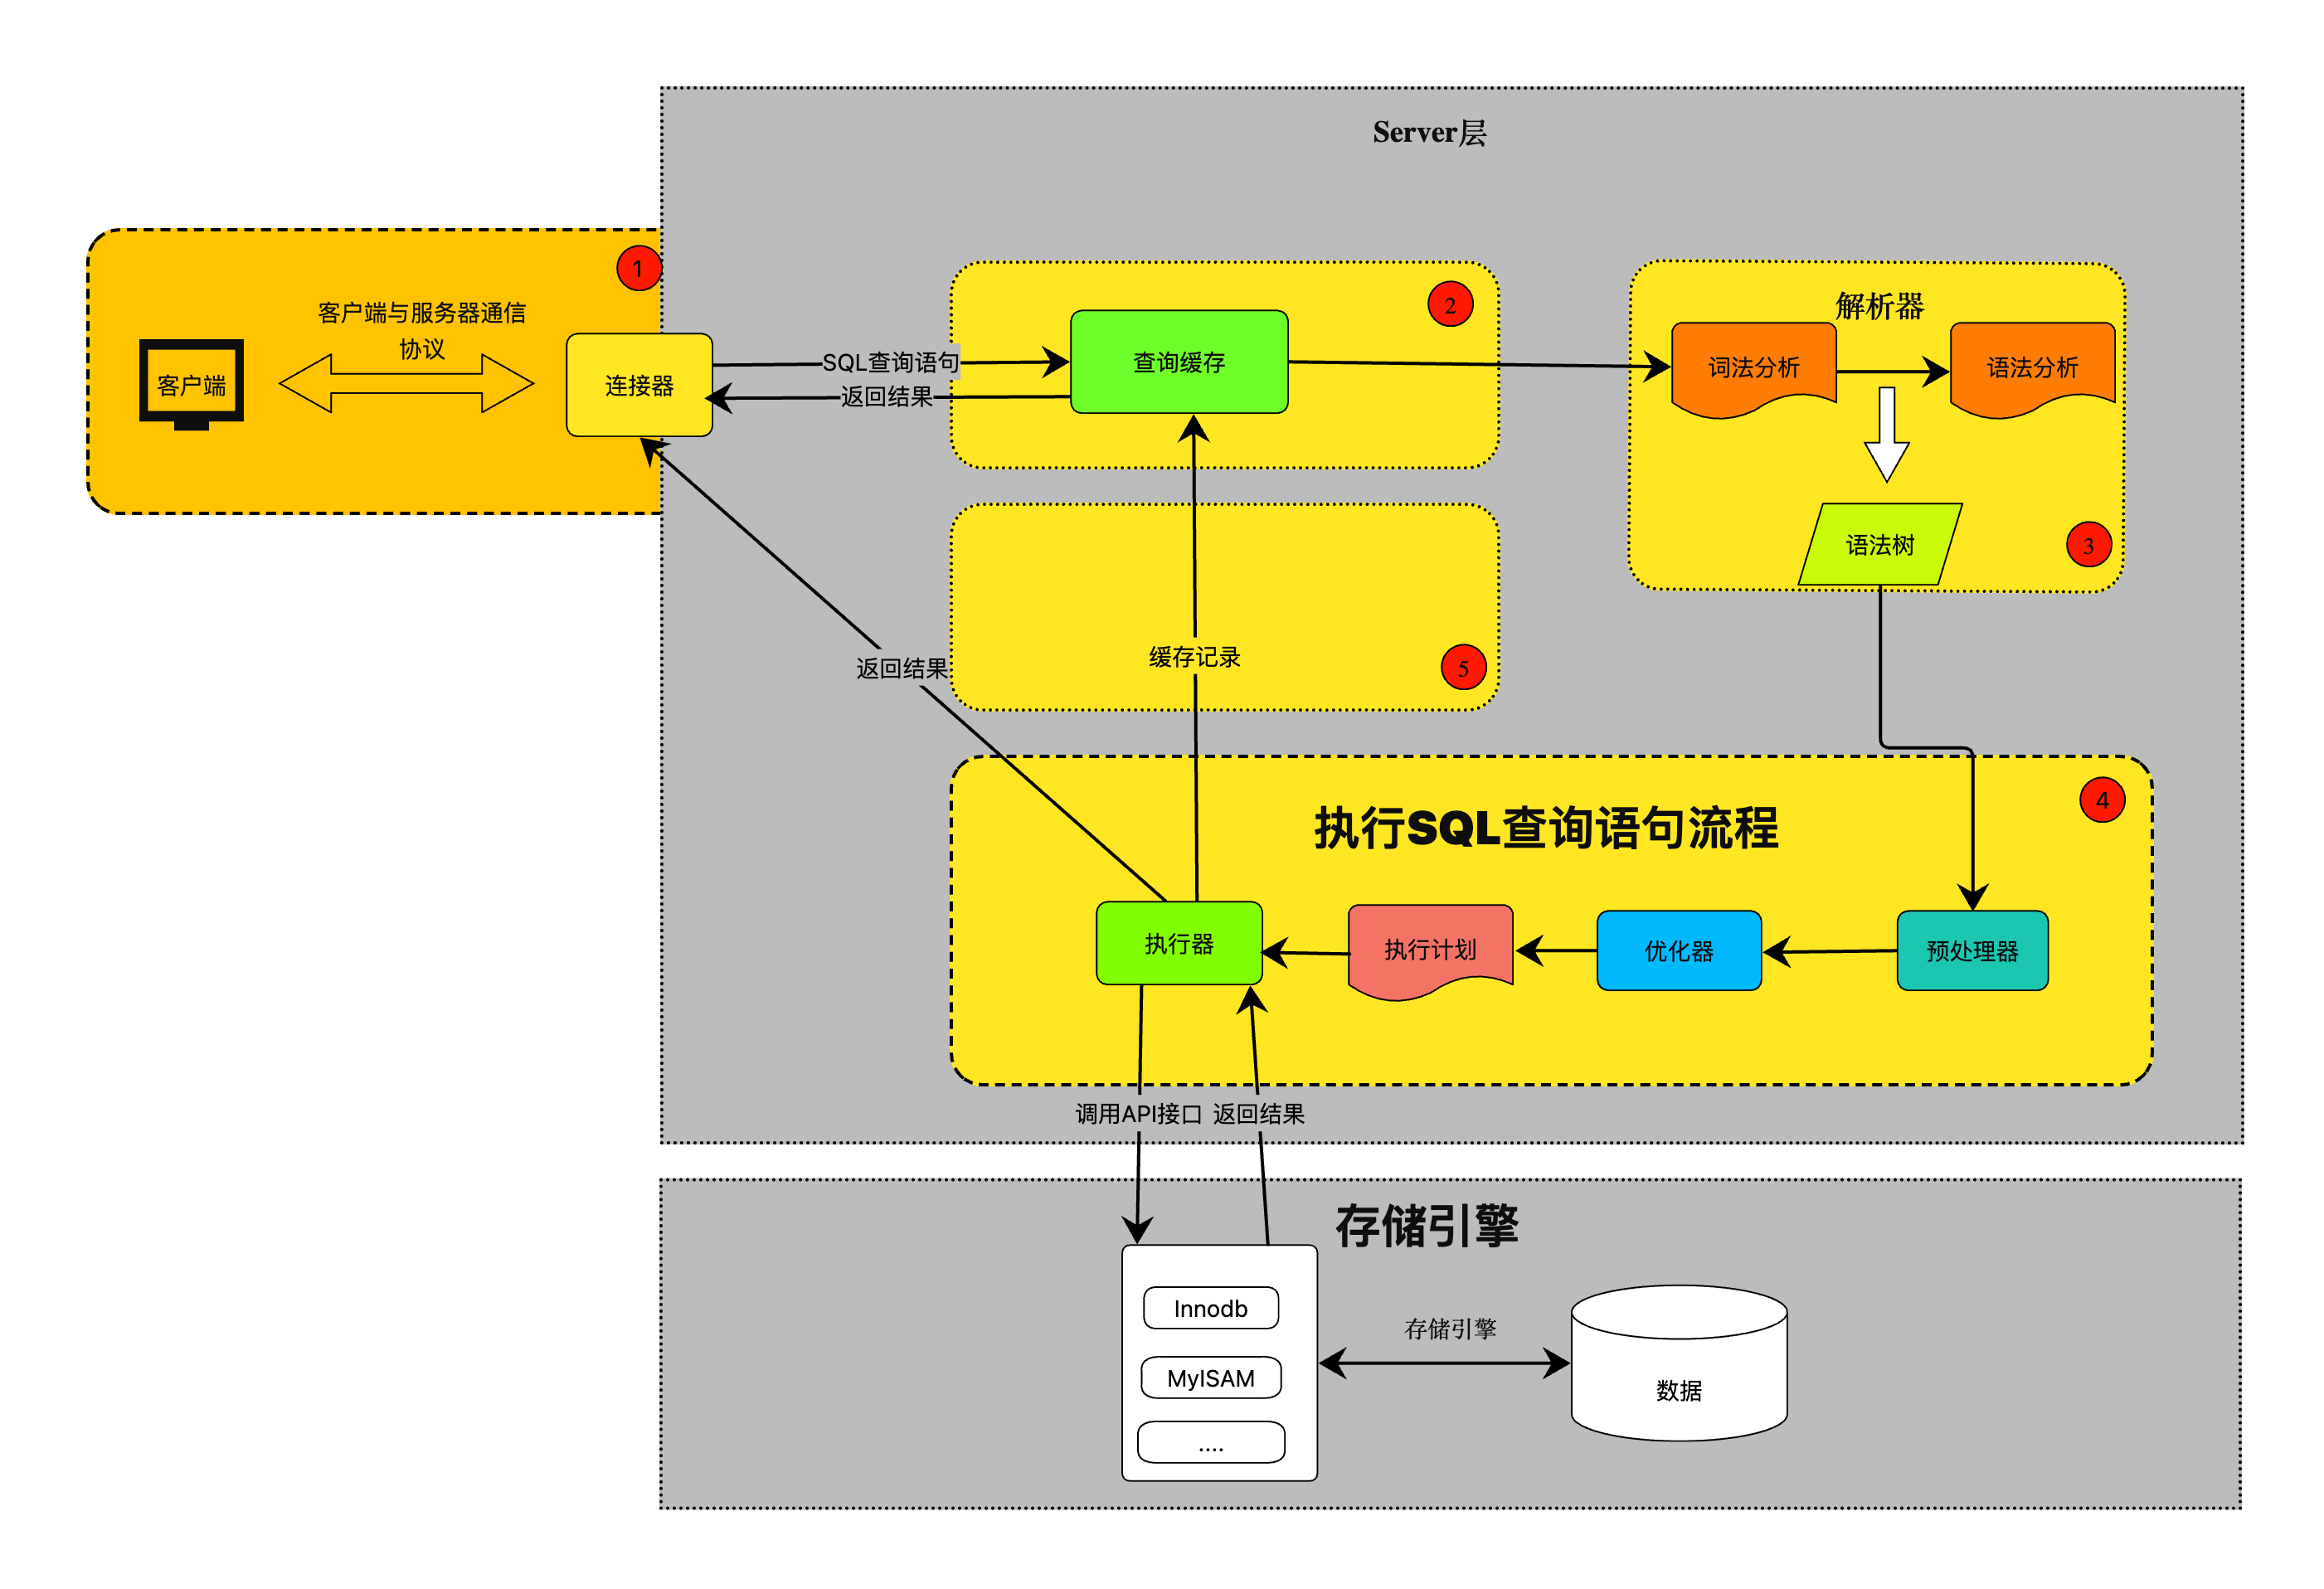 Server层
1
客户端与服务器通信
协议
客户端
连接器
SQL查询语句
返回结果
2
查询缓存
解析器
词法分析
语法分析
语法树
3
返回结果
缓存记录
5
4
执行SQL查询语句流程
执行器
执行计划
优化器
预处理器
调用API接口
返回结果
存储引擎
Innodb
MyISAM
....
存储引擎
数据